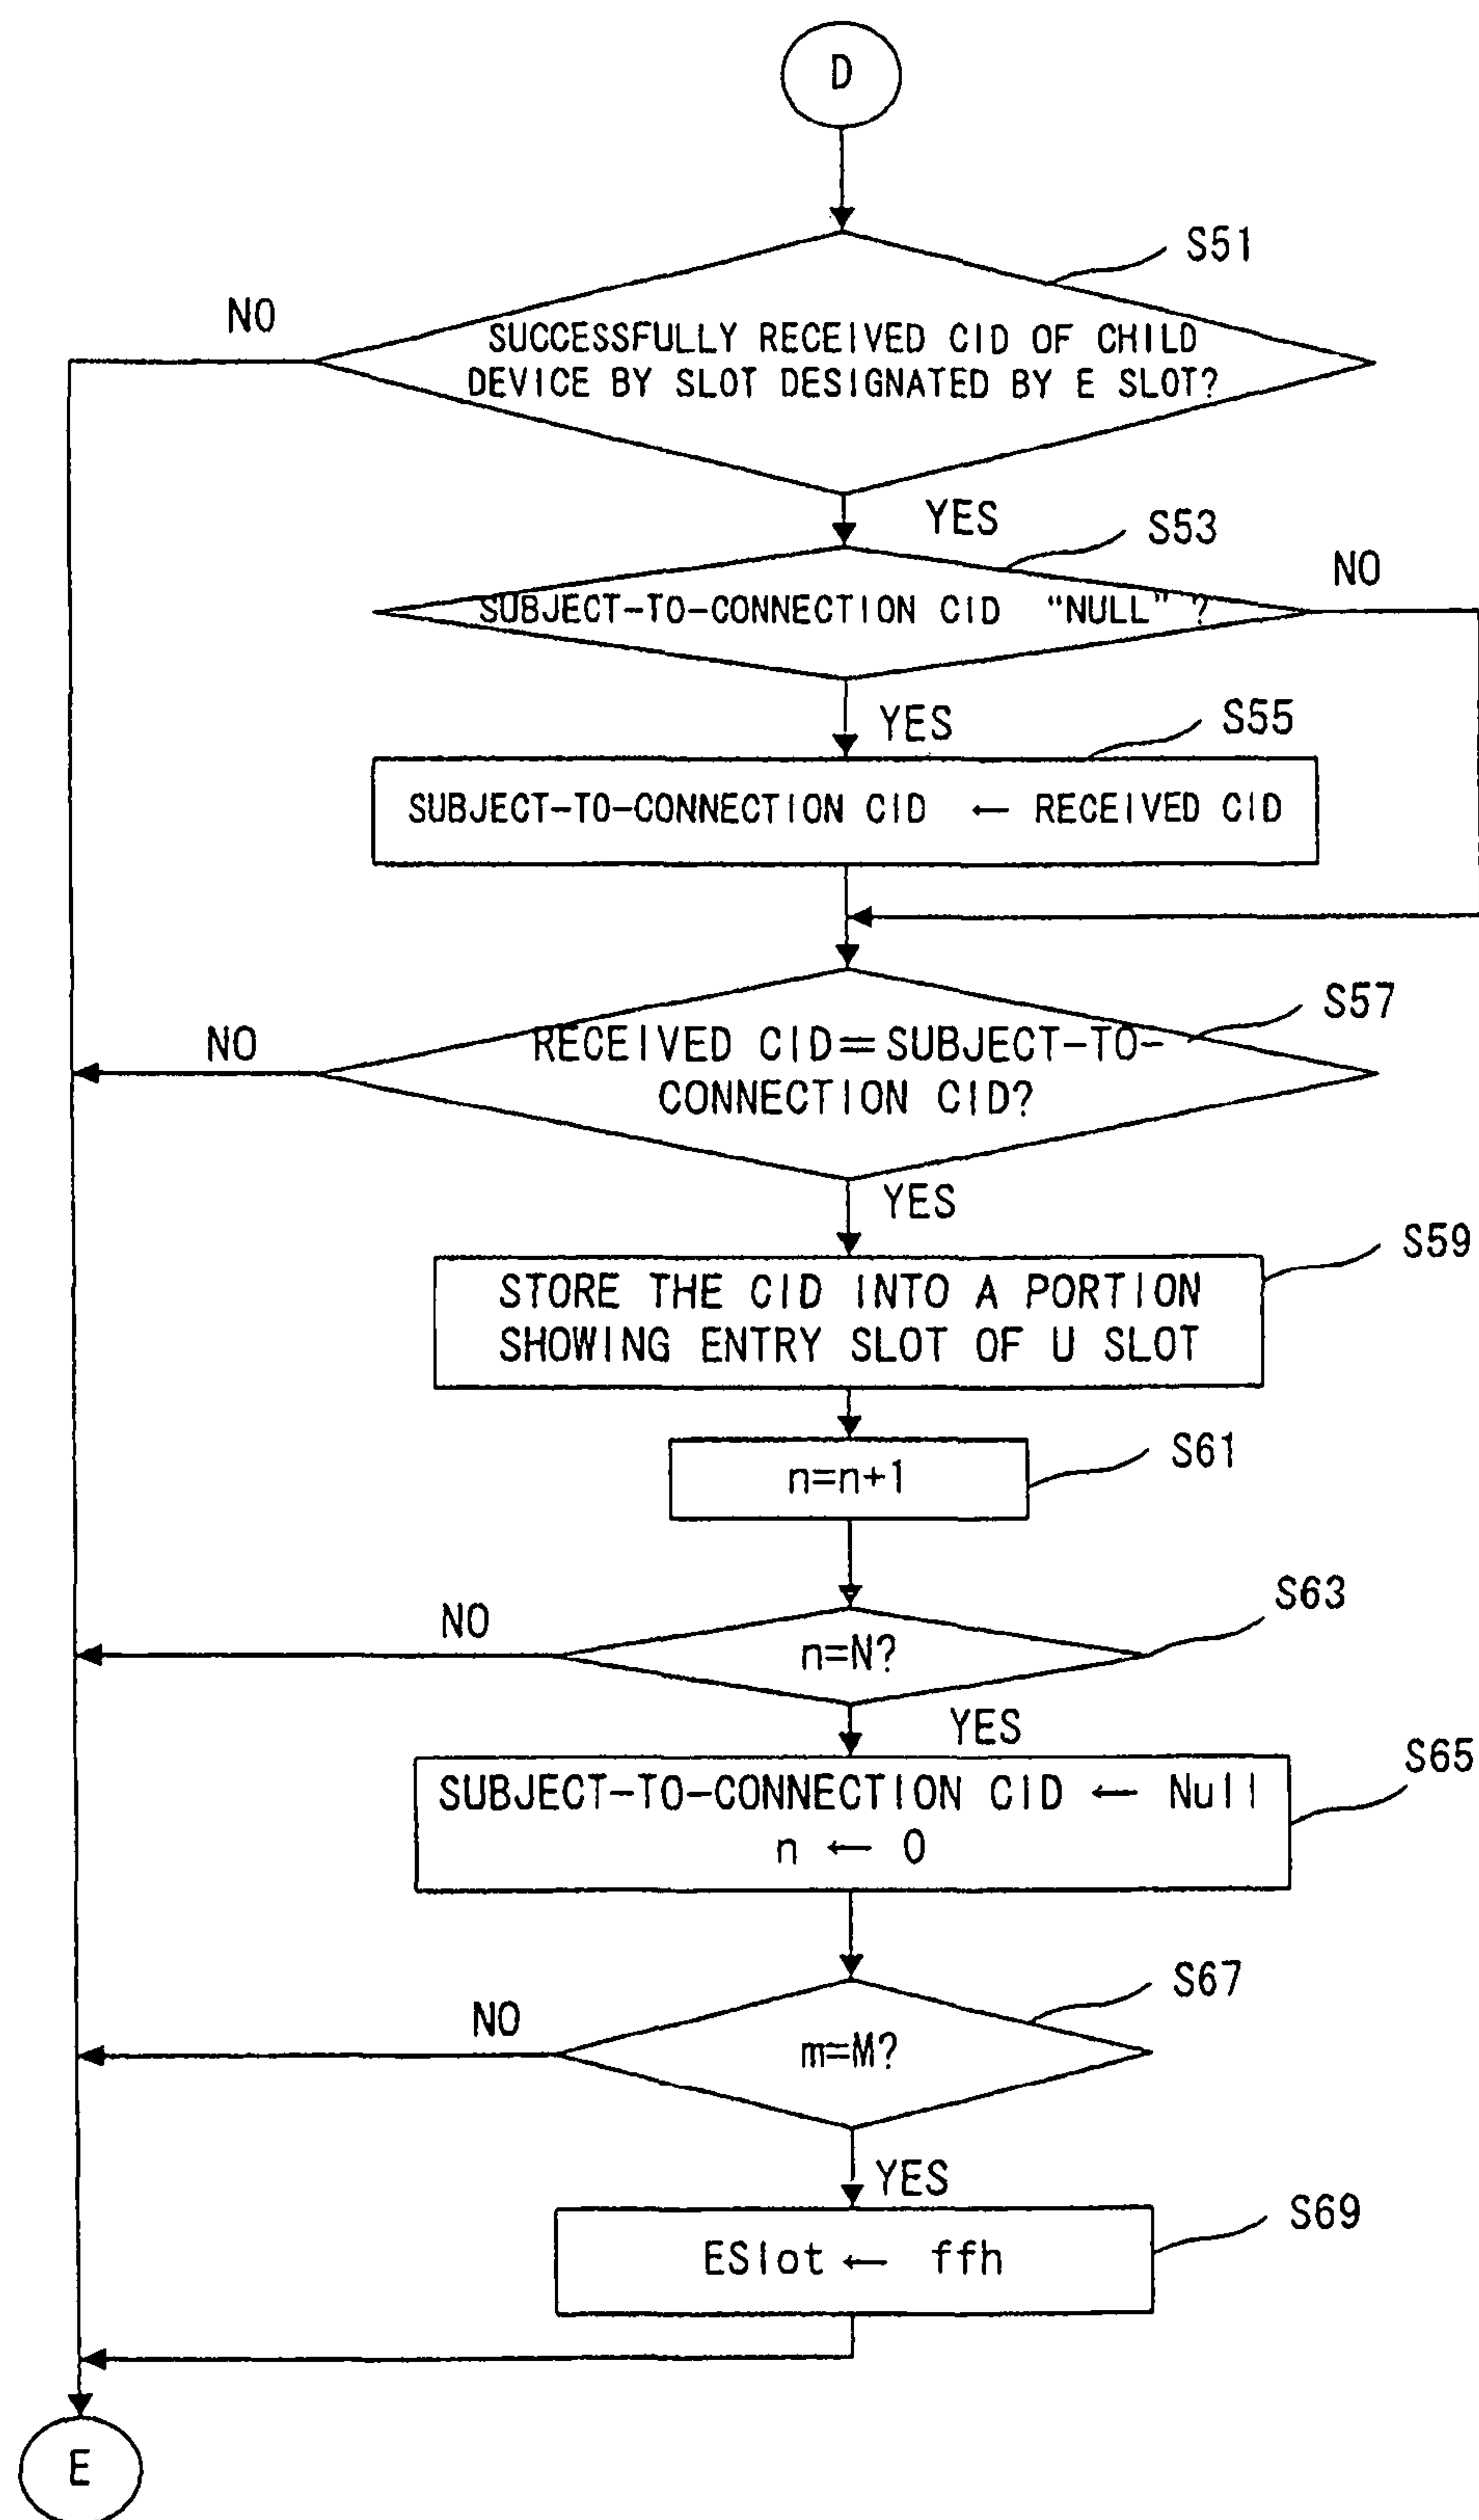 D
S51
NO
SUCCESSFULLY RECEIVED CID OF CHILD
DEVICE BY SLOT DESIGNATED BY E SLOT?
YES
S53
NO
SUBJECT-TO-CONNECTION CID "NULL" ?
YES
S55
SUBJECT-TO-CONNECTION CID ← RECEIVED CID
S57
NO
RECEIVED CID=SUBJECT-TO-
CONNECTION CID?
YES
S59
STORE THE CID INTO A PORTION
SHOWING ENTRY SLOT OF U SLOT
S61
n=n+1
S63
NO
n=N?
YES
S65
SUBJECT-TO-CONNECTION CID ← Null
n ← 0
S67
NO
m=M?
YES
S69
ESlot ← ffh
E